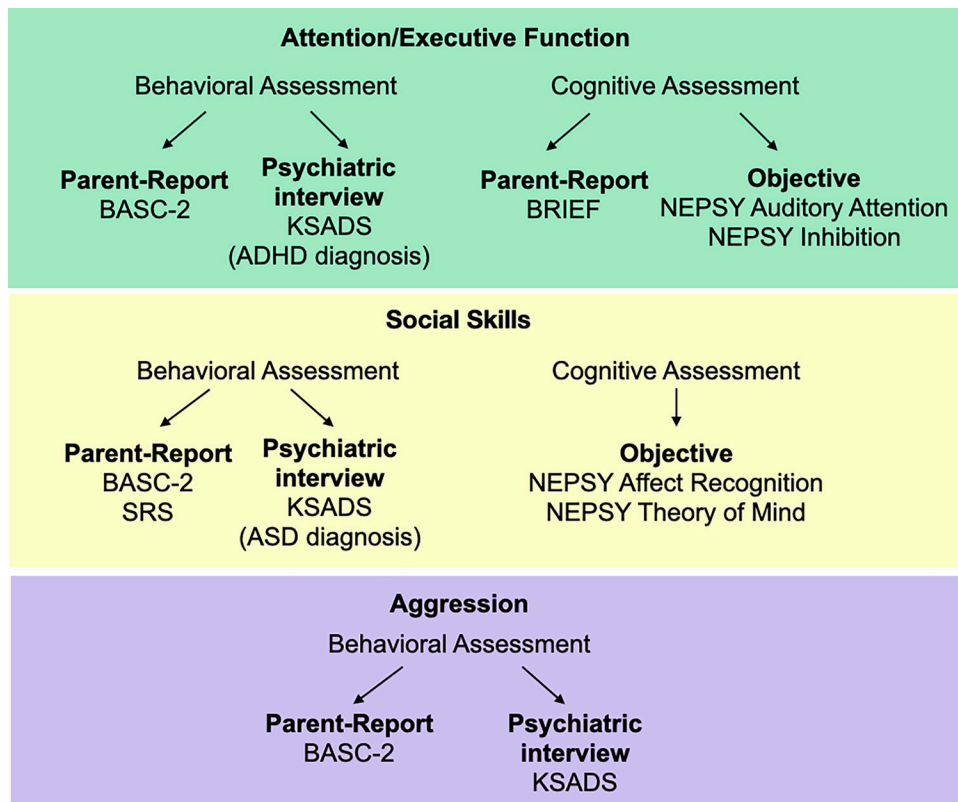 Attention/Executive Function
Behavioral Assessment
Parent-Report
BASC-2
Psychiatric
interview
KSADS
(ADHD diagnosis)
Cognitive Assessment
Parent-Report
BRIEF
Objective
NEPSY Auditory Attention
NEPSY Inhibition
Social Skills
Behavioral Assessment
Parent-Report
BASC-2
SRS
Psychiatric
interview
KSADS
(ASD diagnosis)
Cognitive Assessment
Objective
NEPSY Affect Recognition
NEPSY Theory of Mind
Aggression
Behavioral Assessment
Parent-Report
BASC-2
Psychiatric
interview
KSADS